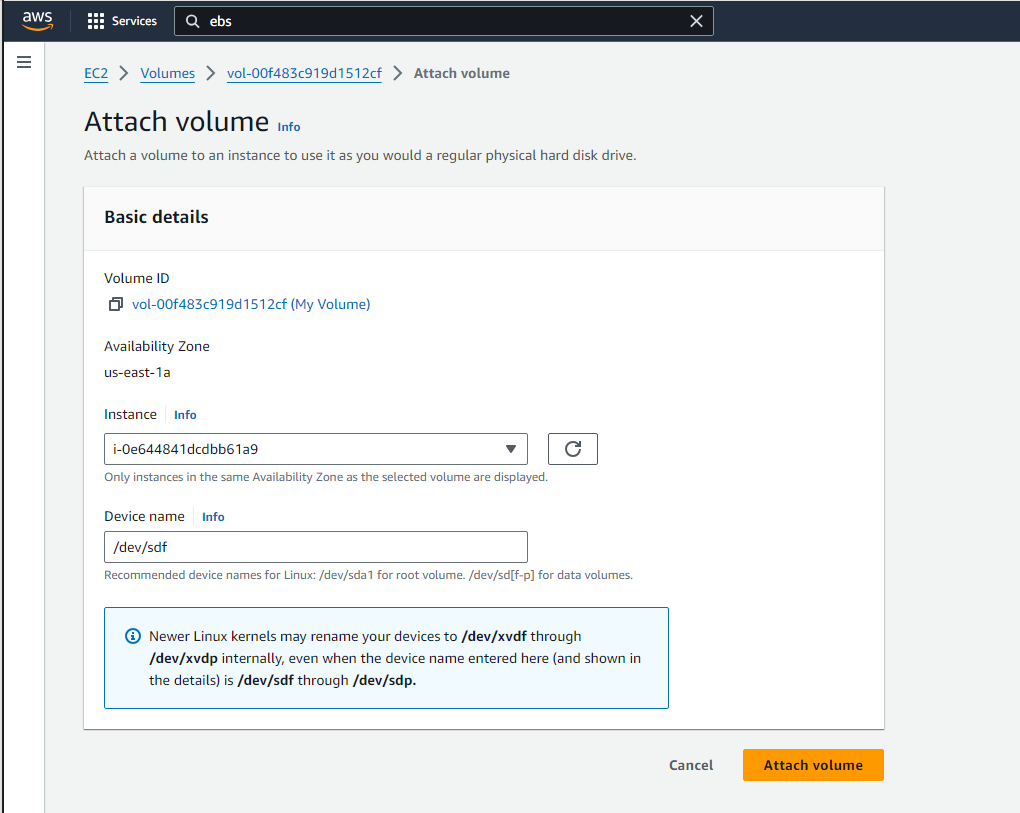 aws
Services
ebs
EC2 > Volumes > vol-00f483c919d1512cf > Attach volume
Attach volume Info
Attach a volume to an instance to use it as you would a regular physical hard disk drive.
Basic details
Volume ID
vol-00f483c919d1512cf (My Volume)
Availability Zone
us-east-1a
Instance Info
i-0e644841dcdbb61a9
Only instances in the same Availability Zone as the selected volume are displayed.
Device name Info
/dev/sdf
Recommended device names for Linux: /dev/sda1 for root volume. /dev/sd[f-p] for data volumes.
Newer Linux kernels may rename your devices to /dev/xvdf through
/dev/xvdp internally, even when the device name entered here (and shown in
the details) is /dev/sdf through /dev/sdp.
Cancel
Attach volume